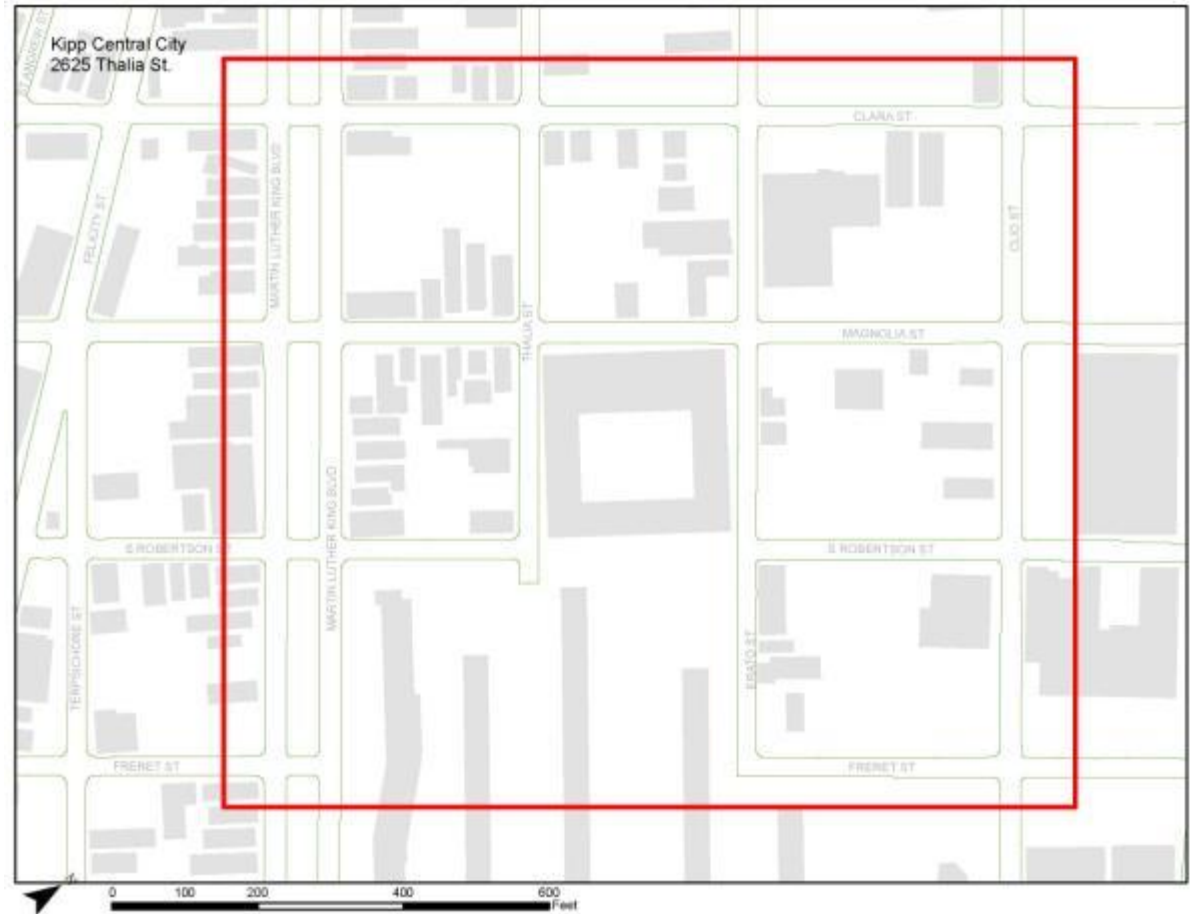 Kipp Central City
2625 Thalia St.
ST ANDREW ST
CLARA ST
FELICITY ST
MARTIN LUTHER KING BLVD
CLIO ST
THALIA ST
MAGNOLIA ST
MARTIN LUTHER KING BLVD
S ROBERTSON ST
S ROBERTSON ST
TERPSICHORE ST
ERATO ST
FRERET ST
FRERET ST
0 100 200 400 600
Feet